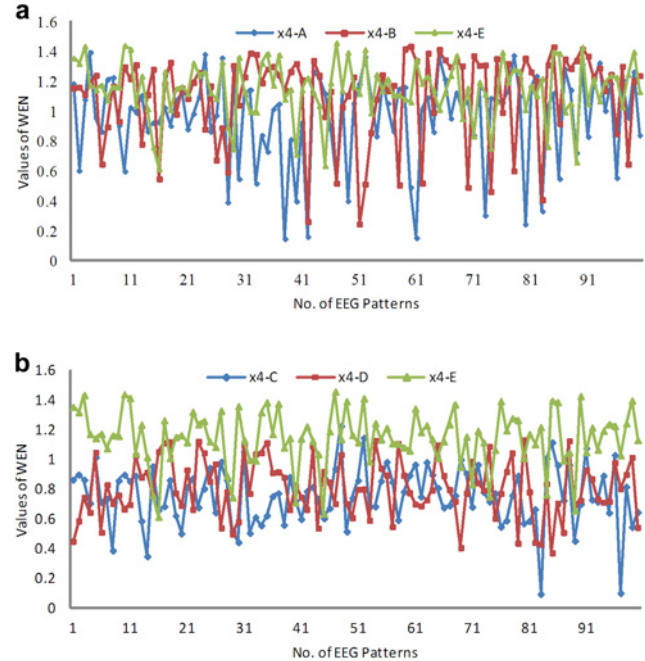 a
x4-A x4-B x4-E
Values of WEN
1.6
1.4
1.2
1
0.8
0.6
0.4
0.2
0
1 11 21 31 41 51 61 71 81 91
No. of EEG Patterns
b
x4-C x4-D x4-E
Values of WEN
1.6
1.4
1.2
1
0.8
0.6
0.4
0.2
0
1 11 21 31 41 51 61 71 81 91
No. of EEG Patterns